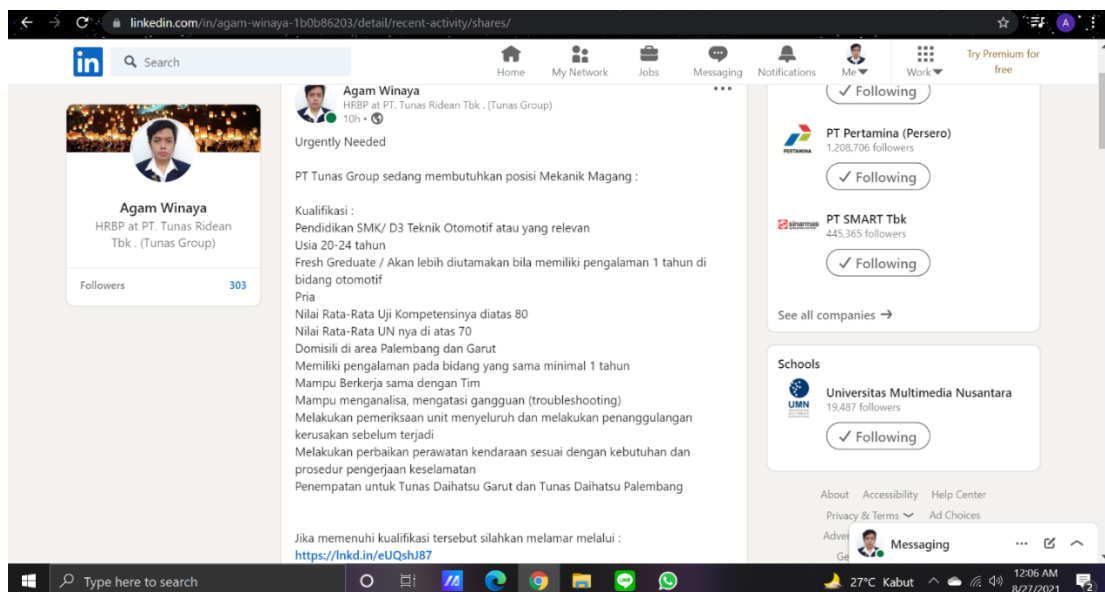 linkedin.com/in/agam-winaya-1b0b86203/detail/recent-activity/shares/
A
in
Search
Home
My Network
Jobs
Messaging
Notifications
Me
Work
Try Premium for
free
Agam Winaya
HRBP at PT. Tunas Ridean
Tbk . (Tunas Group)
Followers 303
Agam Winaya
HRBP at PT. Tunas Ridean Tbk . (Tunas Group)
10h •
Urgently Needed
PT Tunas Group sedang membutuhkan posisi Mekanik Magang :
Kualifikasi :
Pendidikan SMK/ D3 Teknik Otomotif atau yang relevan
Usia 20-24 tahun
Fresh Greduate / Akan lebih diutamakan bila memiliki pengalaman 1 tahun di
bidang otomotif
Pria
Nilai Rata-Rata Uji Kompetensinya diatas 80
Nilai Rata-Rata UN nya di atas 70
Domisili di area Palembang dan Garut
Memiliki pengalaman pada bidang yang sama minimal 1 tahun
Mampu Berkerja sama dengan Tim
Mampu menganalisa, mengatasi gangguan (troubleshooting)
Melakukan pemeriksaan unit menyeluruh dan melakukan penanggulangan
kerusakan sebelum terjadi
Melakukan perbaikan perawatan kendaraan sesuai dengan kebutuhan dan
prosedur pengerjaan keselamatan
Penempatan untuk Tunas Daihatsu Garut dan Tunas Daihatsu Palembang
Jika memenuhi kualifikasi tersebut silahkan melamar melalui :
https://lnkd.in/eUQshJ87
Following
PERTAMINA
PT Pertamina (Persero)
1,208,706 followers
Following
sinarmas
PT SMART Tbk
445,365 followers
Following
See all companies
Schools
UMN
Universitas Multimedia Nusantara
19,487 followers
Following
About Accessibility Help Center
Privacy & Terms Ad Choices
Adver
Ge
Messaging
Type here to search
27°C Kabut
12:06 AM
8/27/2021
2